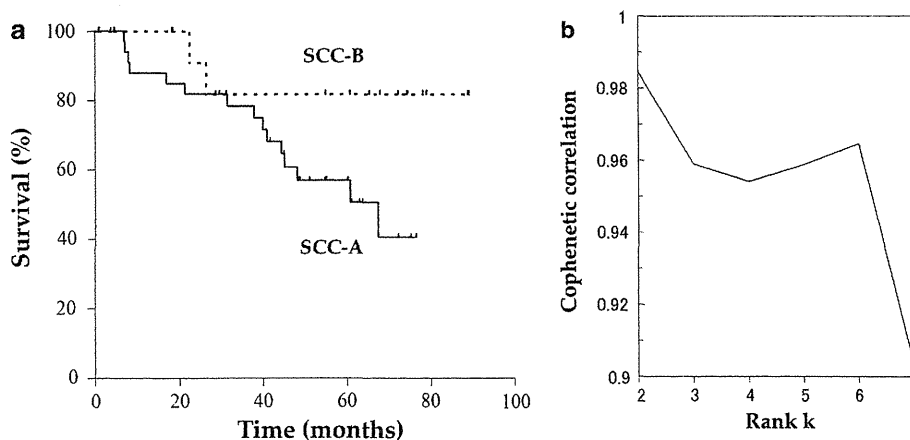 a
100
80
60
40
20
0
Survival (%)
SCC-B
SCC-A
0 20 40 60 80 100
Time (months)
b
1
0.98
0.96
0.94
0.92
0.9
Cophenetic correlation
2 3 4 5 6
Rank k